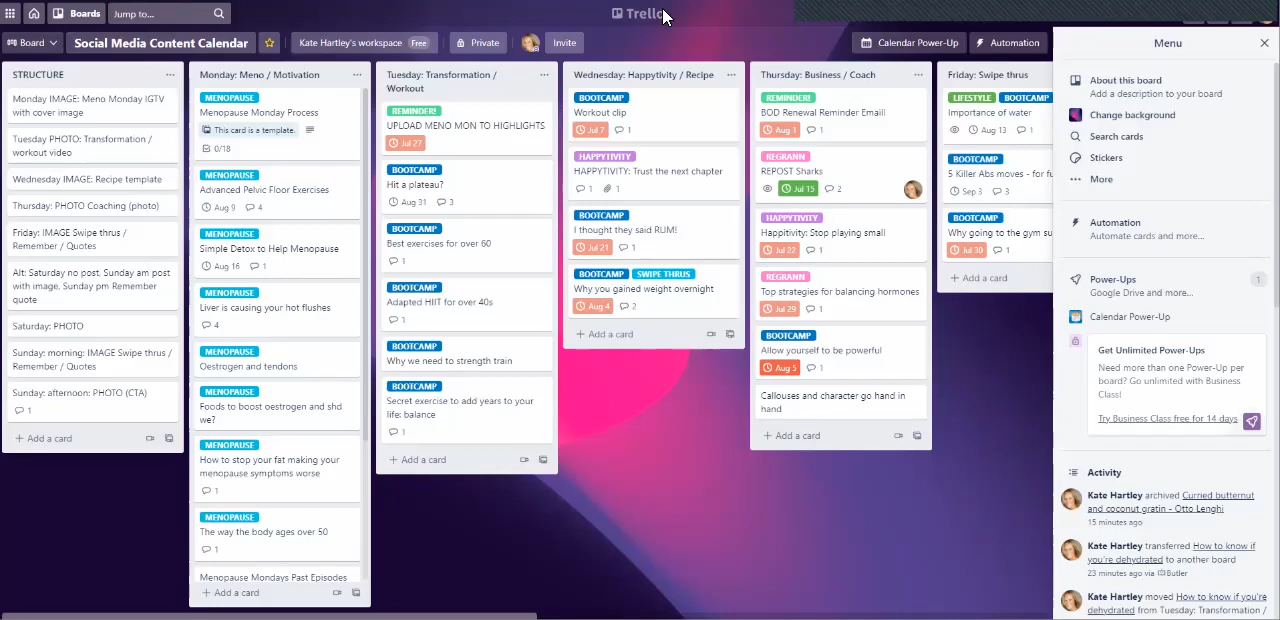 Boards
Jump to...
Trello
Board
Social Media Content Calendar
Kate Hartley's workspace
Free
Private
Invite
Calendar Power-Up
Automation
STRUCTURE
Monday IMAGE: Meno Monday IGTV
with cover image
Tuesday PHOTO: Transformation /
workout video
Wednesday IMAGE: Recipe template
Thursday: PHOTO Coaching (photo)
Friday: IMAGE Swipe thrus /
Remember / Quotes
Alt: Saturday no post, Sunday am post
with image, Sunday pm Remember
quote
Saturday: PHOTO
Sunday: morning: IMAGE Swipe thrus /
Remember / Quotes
Sunday: afternoon: PHOTO (CTA)
1
+ Add a card
Monday: Meno / Motivation
MENOPAUSE
Menopause Monday Process
This card is a template.
0/18
MENOPAUSE
Advanced Pelvic Floor Exercises
Aug 9 4
MENOPAUSE
Simple Detox to Help Menopause
Aug 16 1
MENOPAUSE
Liver is causing your hot flushes
4
MENOPAUSE
Oestrogen and tendons
MENOPAUSE
Foods to boost oestrogen and shd
we?
MENOPAUSE
How to stop your fat making your
menopause symptoms worse
1
MENOPAUSE
The way the body ages over 50
1
Menopause Mondays Past Episodes
+ Add a card
Tuesday: Transformation /
Workout
REMINDER!
UPLOAD MENO MON TO HIGHLIGHTS
Jul 27
BOOTCAMP
Hit a plateau?
Aug 31 3
BOOTCAMP
Best exercises for over 60
1
BOOTCAMP
Adapted HIIT for over 40s
1
BOOTCAMP
Why we need to strength train
BOOTCAMP
Secret exercise to add years to your
life: balance
1
+ Add a card
Wednesday: Happytivity / Recipe
BOOTCAMP
Workout clip
Jul 7 1
HAPPYTIVITY
HAPPYTIVITY: Trust the next chapter
1 1
BOOTCAMP
I thought they said RUM!
Jul 21 1
BOOTCAMP SWIPE THRUS
Why you gained weight overnight
Aug 4 2
+ Add a card
Thursday: Business / Coach
REMINDER!
BOD Renewal Reminder Email!
Aug 1 1
REGRANN
REPOST Sharks
Jul 15 2
HAPPYTIVITY
Happitivity: Stop playing small
Jul 22 1
REGRANN
Top strategies for balancing hormones
Jul 29 1
BOOTCAMP
Allow yourself to be powerful
Aug 5 1
Callouses and character go hand in
hand
+ Add a card
Friday: Swipe thrus
LIFESTYLE BOOTCAMP
Importance of water
Aug 13 1
BOOTCAMP
5 Killer Abs moves - for fu
Sep 3 3
BOOTCAMP
Why going to the gym su
Jul 30 1
+ Add a card
Menu
About this board
Add a description to your board
Change background
Search cards
Stickers
More
Automation
Automate cards and more...
Power-Ups 1
Google Drive and more...
Calendar Power-Up
Get Unlimited Power-Ups
Need more than one Power-Up per
board? Go unlimited with Business
Class!
Try Business Class free for 14 days
Activity
Kate Hartley archived Curried butternut
and coconut gratin - Otto Lenghi
15 minutes ago
Kate Hartley transferred How to know if
you're dehydrated to another board
23 minutes ago via Butler
Kate Hartley moved How to know if you're
dehydrated from Tuesday: Transformation /